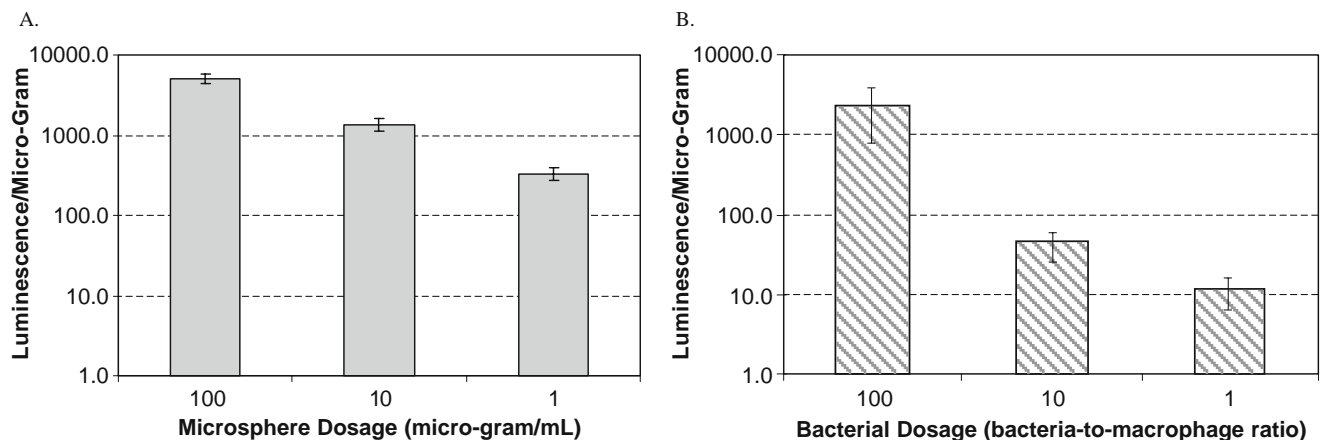 A.
Luminescence/Micro-Gram
10000.0
1000.0
100.0
10.0
1.0
100 10 1
Microsphere Dosage (micro-gram/mL)
B.
Luminescence/Micro-Gram
10000.0
1000.0
100.0
10.0
1.0
100 10 1
Bacterial Dosage (bacteria-to-macrophage ratio)